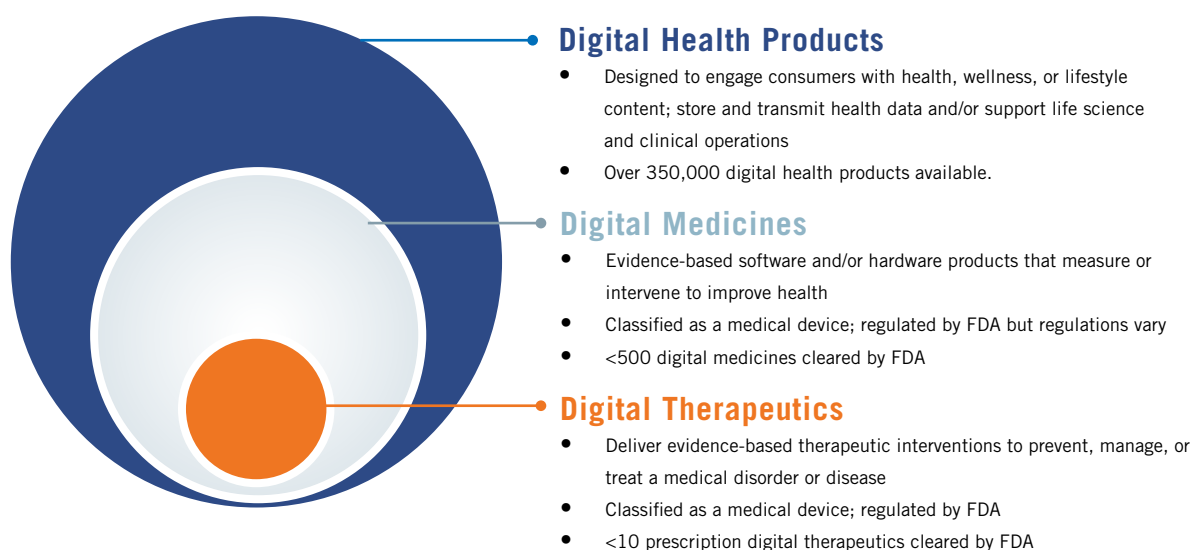 Digital Health Products
• Designed to engage consumers with health, wellness, or lifestyle
content; store and transmit health data and/or support life science
and clinical operations
• Over 350,000 digital health products available.
Digital Medicines
• Evidence-based software and/or hardware products that measure or
intervene to improve health
• Classified as a medical device; regulated by FDA but regulations vary
• <500 digital medicines cleared by FDA
Digital Therapeutics
• Deliver evidence-based therapeutic interventions to prevent, manage, or
treat a medical disorder or disease
• Classified as a medical device; regulated by FDA
• <10 prescription digital therapeutics cleared by FDA